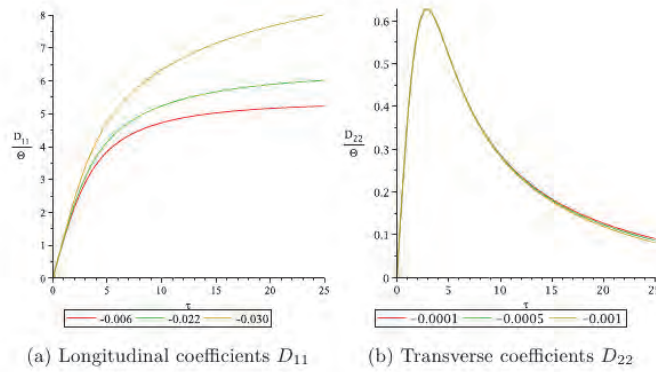 8
7
6
5
D₁₁
Θ
4
3
2
1
0
0 5 10 15 20 25
τ
-0.006 -0.022 -0.030
(a) Longitudinal coefficients D₁₁
0.6
0.5
0.4
D₂₂
Θ
0.3
0.2
0.1
0
0 5 10 15 20 25
τ
-0.0001 -0.0005 -0.001
(b) Transverse coefficients D₂₂